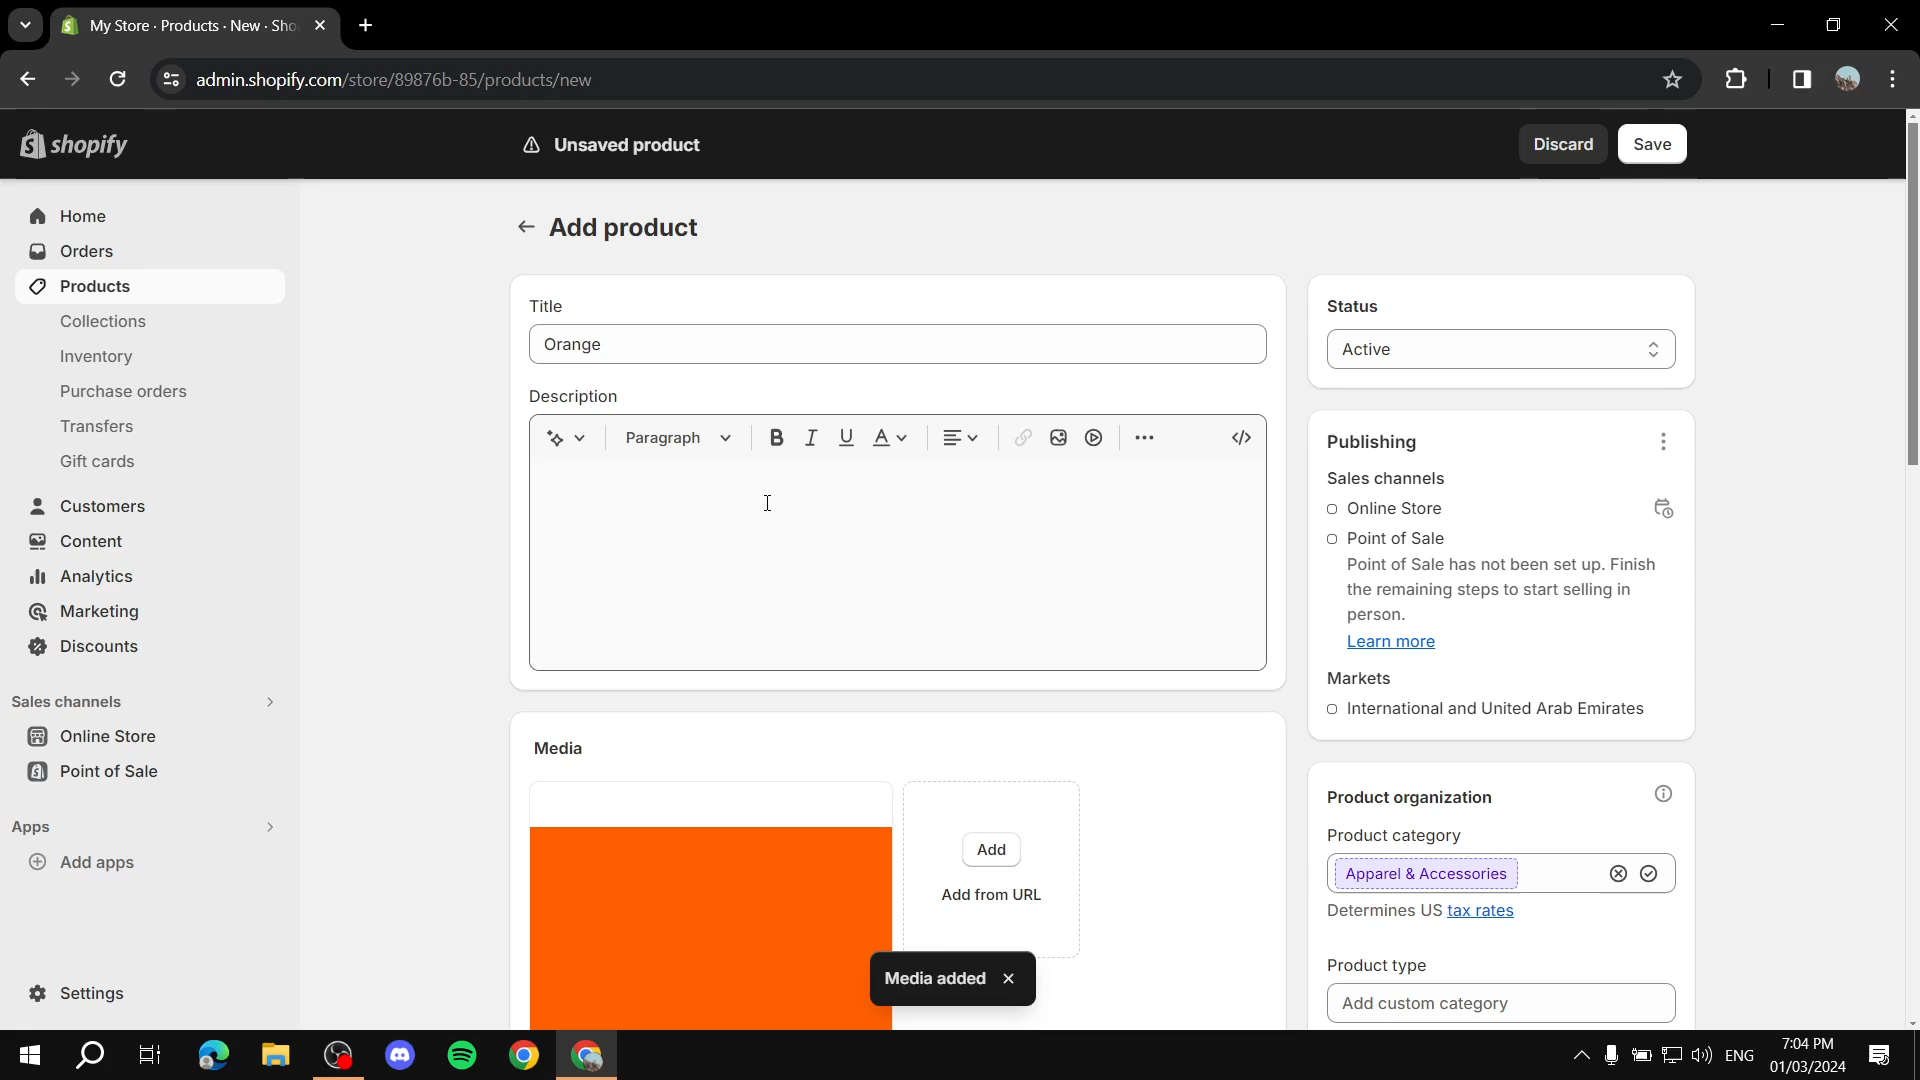 My Store · Products · New · Sho
admin.shopify.com/store/89876b-85/products/new
shopify
Unsaved product
Discard
Save
Home
Orders
Products
Collections
Inventory
Purchase orders
Transfers
Gift cards
Customers
Content
Analytics
Marketing
Discounts
Sales channels
Online Store
Point of Sale
Apps
Add apps
Settings
Add product
Title
Orange
Description
Paragraph
B I U A
Media
Add
Add from URL
Media added
Status
Active
Publishing
Sales channels
Online Store
Point of Sale
Point of Sale has not been set up. Finish
the remaining steps to start selling in
person.
Learn more
Markets
International and United Arab Emirates
Product organization
Product category
Apparel & Accessories
Determines US tax rates
Product type
Add custom category
ENG
7:04 PM
01/03/2024